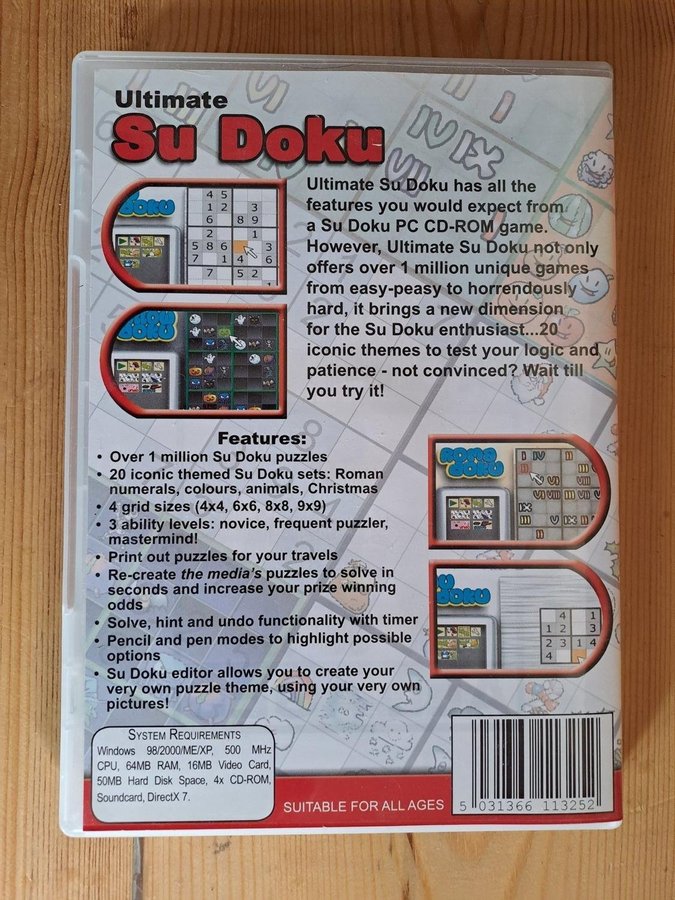 Ultimate
Su Doku
Ultimate Su Doku has all the
features you would expect from
a Su Doku PC CD-ROM game.
However, Ultimate Su Doku not only
offers over 1 million unique games
from easy-peasy to horrendously
hard, it brings a new dimension
for the Su Doku enthusiast...20
iconic themes to test your logic and
patience - not convinced? Wait till
you try it!
Features:
• Over 1 million Su Doku puzzles
• 20 iconic themed Su Doku sets: Roman
numerals, colours, animals, Christmas
• 4 grid sizes (4x4, 6x6, 8x8, 9x9)
• 3 ability levels: novice, frequent puzzler,
mastermind!
• Print out puzzles for your travels
• Re-create the media's puzzles to solve in
seconds and increase your prize winning
odds
• Solve, hint and undo functionality with timer
• Pencil and pen modes to highlight possible
options
• Su Doku editor allows you to create your
very own puzzle theme, using your very own
pictures!
ROMO
DOKU
DOKU
SYSTEM REQUIREMENTS
Windows 98/2000/ME/XP, 500 MHz
CPU, 64MB RAM, 16MB Video Card,
50MB Hard Disk Space, 4x CD-ROM,
Soundcard, DirectX 7.
SUITABLE FOR ALL AGES
5 031366 113252